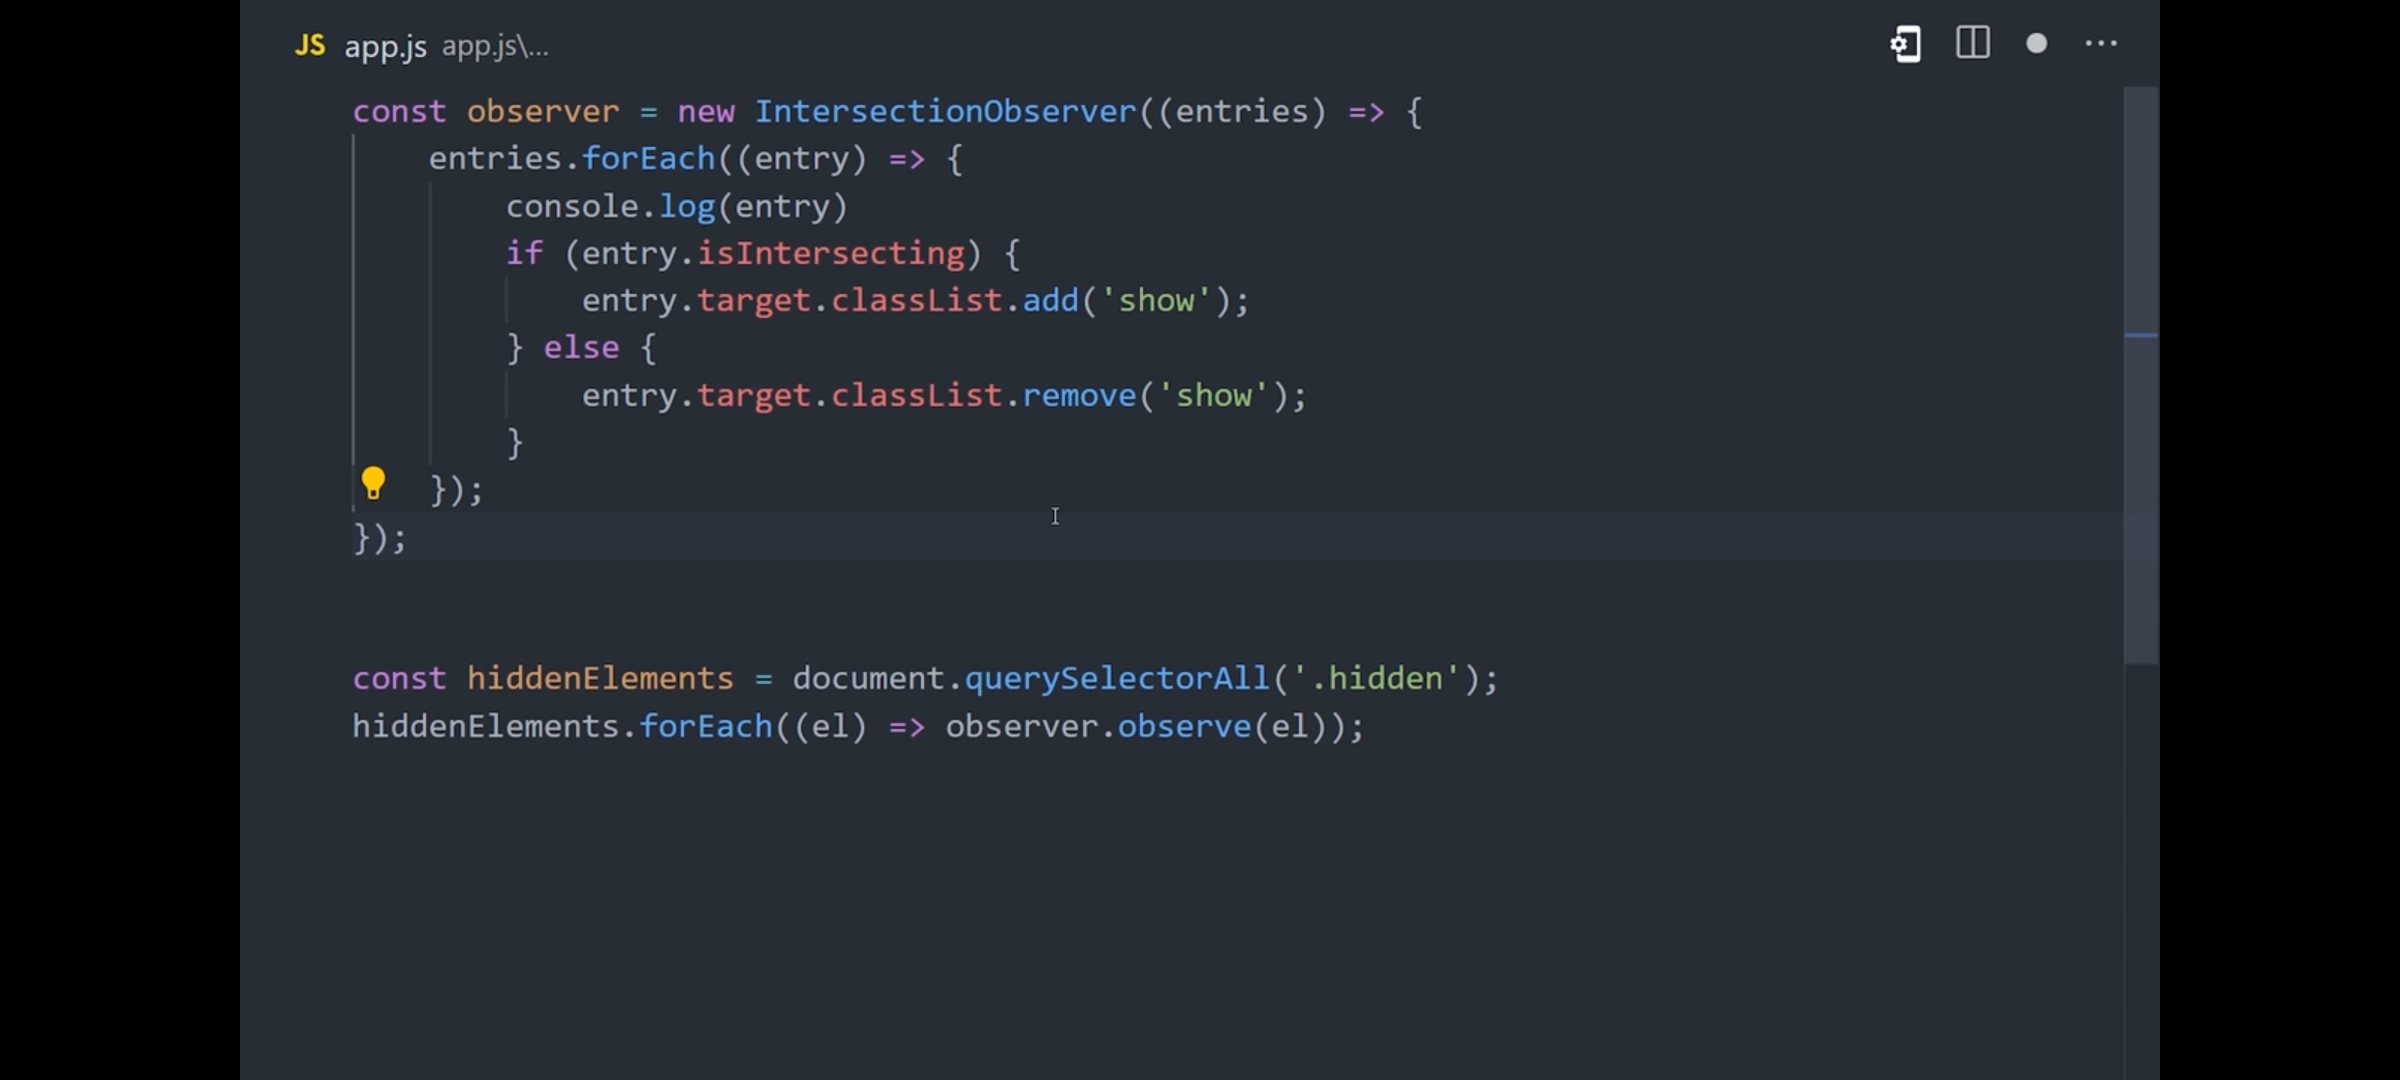 JS app.js app.js\...
const observer = new IntersectionObserver((entries) => {
    entries.forEach((entry) => {
        console.log(entry)
        if (entry.isIntersecting) {
            entry.target.classList.add('show');
        } else {
            entry.target.classList.remove('show');
        }
    });
});
const hiddenElements = document.querySelectorAll('.hidden');
hiddenElements.forEach((el) => observer.observe(el));